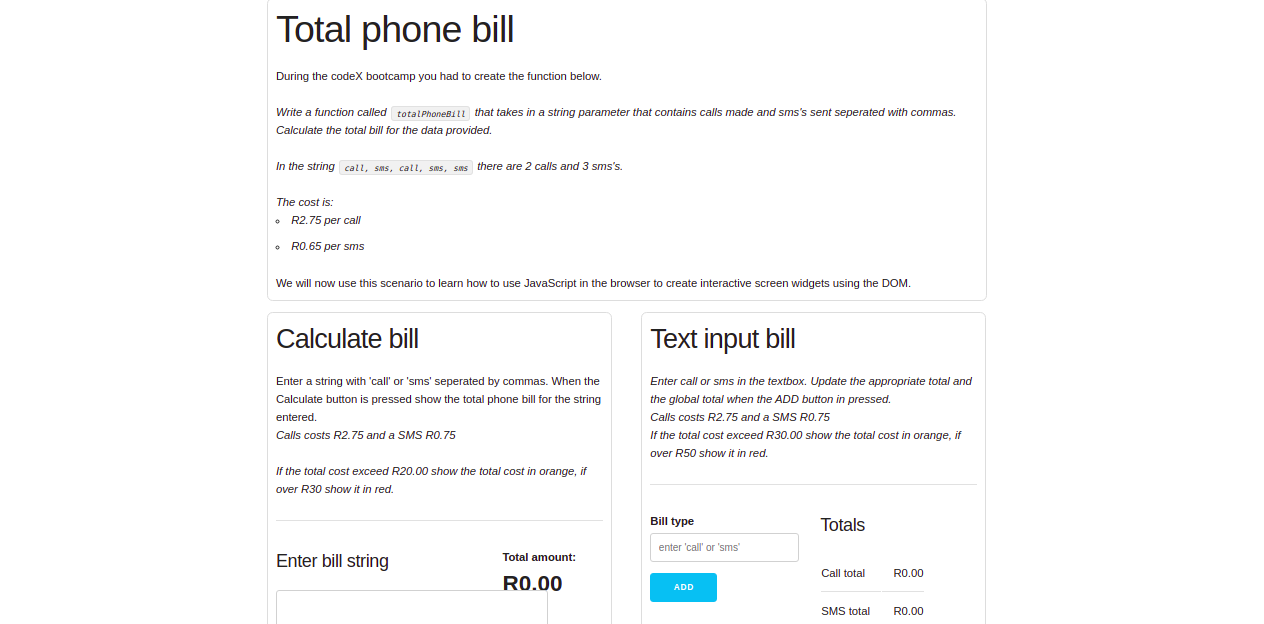 Total phone bill
During the codeX bootcamp you had to create the function below.
Write a function called totalPhoneBill that takes in a string parameter that contains calls made and sms's sent seperated with commas.
Calculate the total bill for the data provided.
In the string call, sms, call, sms, sms there are 2 calls and 3 sms's.
The cost is:
R2.75 per call
R0.65 per sms
We will now use this scenario to learn how to use JavaScript in the browser to create interactive screen widgets using the DOM.
Calculate bill
Enter a string with 'call' or 'sms' seperated by commas. When the
Calculate button is pressed show the total phone bill for the string
entered.
Calls costs R2.75 and a SMS R0.75
If the total cost exceed R20.00 show the total cost in orange, if
over R30 show it in red.
Enter bill string
Total amount:
R0.00
Text input bill
Enter call or sms in the textbox. Update the appropriate total and
the global total when the ADD button in pressed.
Calls costs R2.75 and a SMS R0.75
If the total cost exceed R30.00 show the total cost in orange, if
over R50 show it in red.
Bill type
enter 'call' or 'sms'
ADD
Totals
Call total R0.00
SMS total R0.00